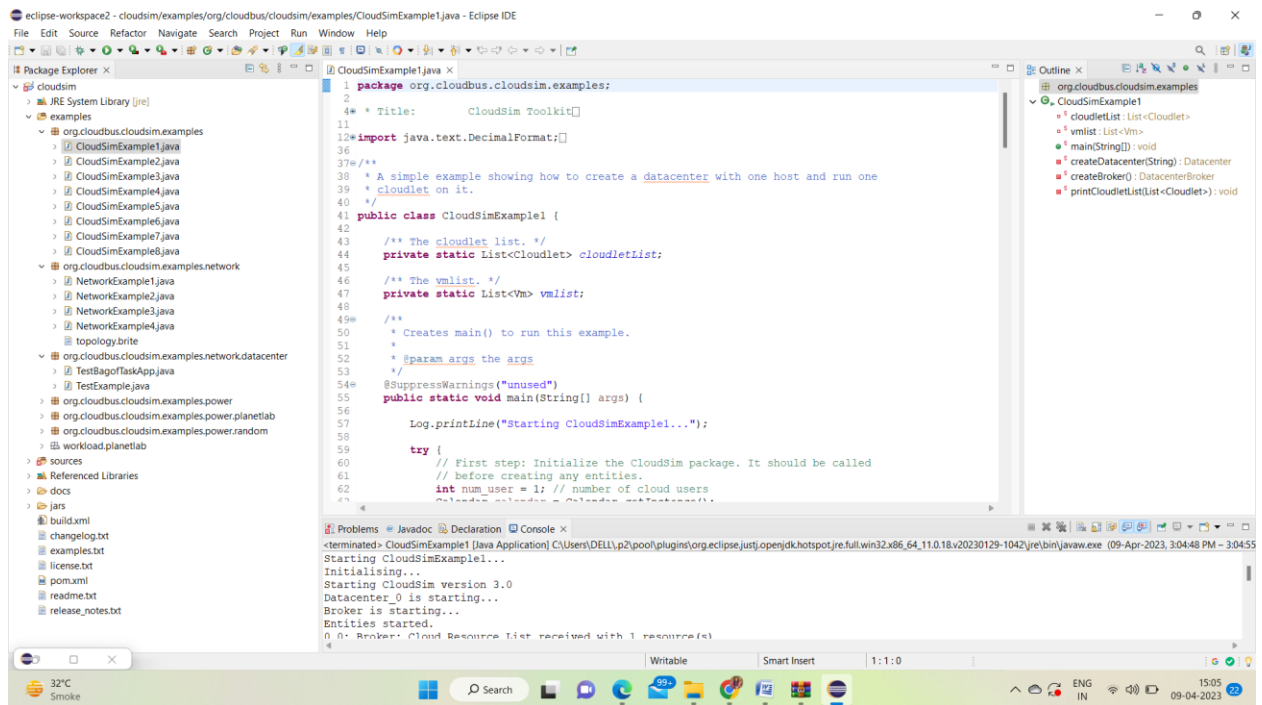 eclipse-workspace2 - cloudsim/examples/org/cloudbus/cloudsim/examples/CloudSimExample1.java - Eclipse IDE
File Edit Source Refactor Navigate Search Project Run Window Help
Package Explorer
cloudsim
JRE System Library [jre]
examples
org.cloudbus.cloudsim.examples
CloudSimExample1.java
CloudSimExample2.java
CloudSimExample3.java
CloudSimExample4.java
CloudSimExample5.java
CloudSimExample6.java
CloudSimExample7.java
CloudSimExample8.java
org.cloudbus.cloudsim.examples.network
NetworkExample1.java
NetworkExample2.java
NetworkExample3.java
NetworkExample4.java
topology.brite
org.cloudbus.cloudsim.examples.network.datacenter
TestBagofTaskApp.java
TestExample.java
org.cloudbus.cloudsim.examples.power
org.cloudbus.cloudsim.examples.power.planetlab
org.cloudbus.cloudsim.examples.power.random
workload.planetlab
sources
Referenced Libraries
docs
jars
build.xml
changelog.txt
examples.txt
license.txt
pom.xml
readme.txt
release_notes.txt
CloudSimExample1.java
1 package org.cloudbus.cloudsim.examples;
2
4 * Title: CloudSim Toolkit
11
12 import java.text.DecimalFormat;
36
37 /**
38 * A simple example showing how to create a datacenter with one host and run one
39 * cloudlet on it.
40 */
41 public class CloudSimExample1 {
42
43 /** The cloudlet list. */
44 private static List<Cloudlet> cloudletList;
45
46 /** The vmlist. */
47 private static List<Vm> vmlist;
48
49 /**
50 * Creates main() to run this example.
51 *
52 * @param args the args
53 */
54 @SuppressWarnings("unused")
55 public static void main(String[] args) {
56
57 Log.printLine("Starting CloudSimExample1...");
58
59 try {
60 // First step: Initialize the CloudSim package. It should be called
61 // before creating any entities.
62 int num_user = 1; // number of cloud users
Calendar calendar = Calendar.getInstance();
Outline
org.cloudbus.cloudsim.examples
CloudSimExample1
cloudletList : List<Cloudlet>
vmlist : List<Vm>
main(String[]) : void
createDatacenter(String) : Datacenter
createBroker() : DatacenterBroker
printCloudletList(List<Cloudlet>) : void
Problems Javadoc Declaration Console
<terminated> CloudSimExample1 [Java Application] C:\Users\DELL\.p2\pool\plugins\org.eclipse.justj.openjdk.hotspot.jre.full.win32.x86_64_11.0.18.v20230129-1042\jre\bin\javaw.exe (09-Apr-2023, 3:04:48 PM – 3:04:55
Starting CloudSimExample1...
Initialising...
Starting CloudSim version 3.0
Datacenter_0 is starting...
Broker is starting...
Entities started.
0.0: Broker: Cloud Resource List received with 1 resource(s)
Writable Smart Insert 1 : 1 : 0
32°C
Smoke
Search
99+
ENG
IN
15:05
09-04-2023
22